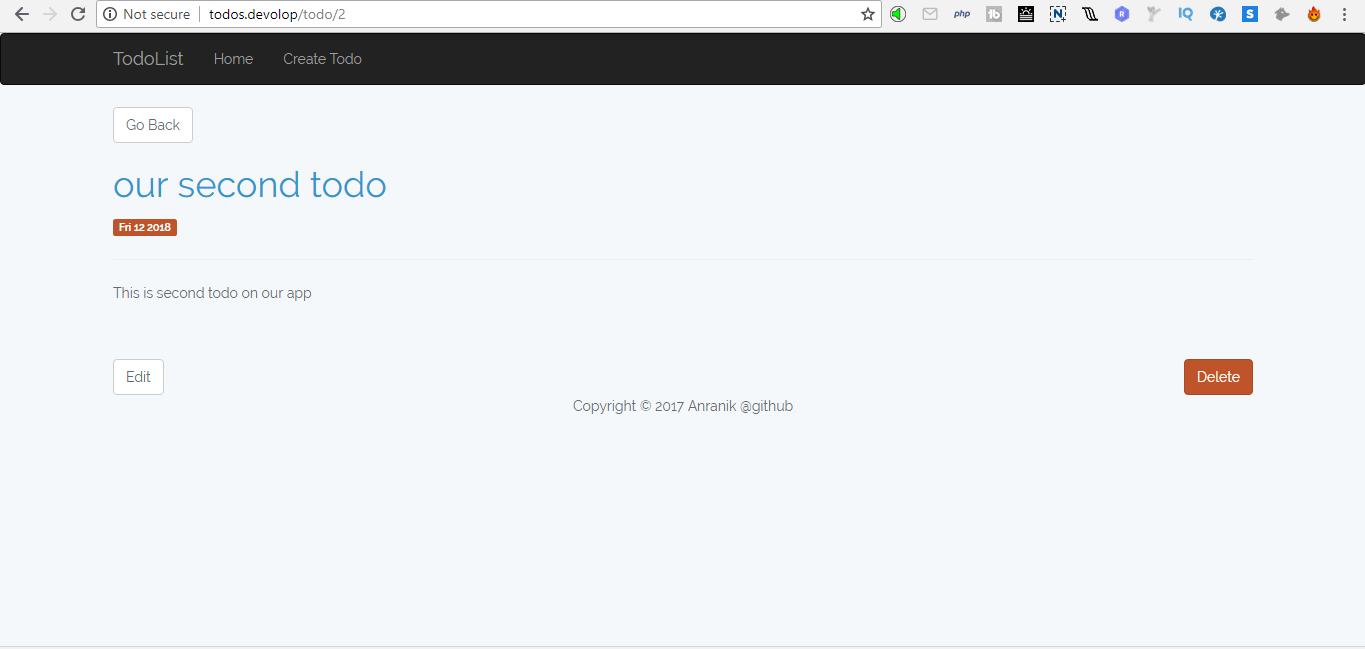 Not secure todos.devolop/todo/2 php 1b N R IQ S
TodoList Home Create Todo
Go Back
our second todo
Fri 12 2018
This is second todo on our app
Edit Delete
Copyright © 2017 Anranik @github